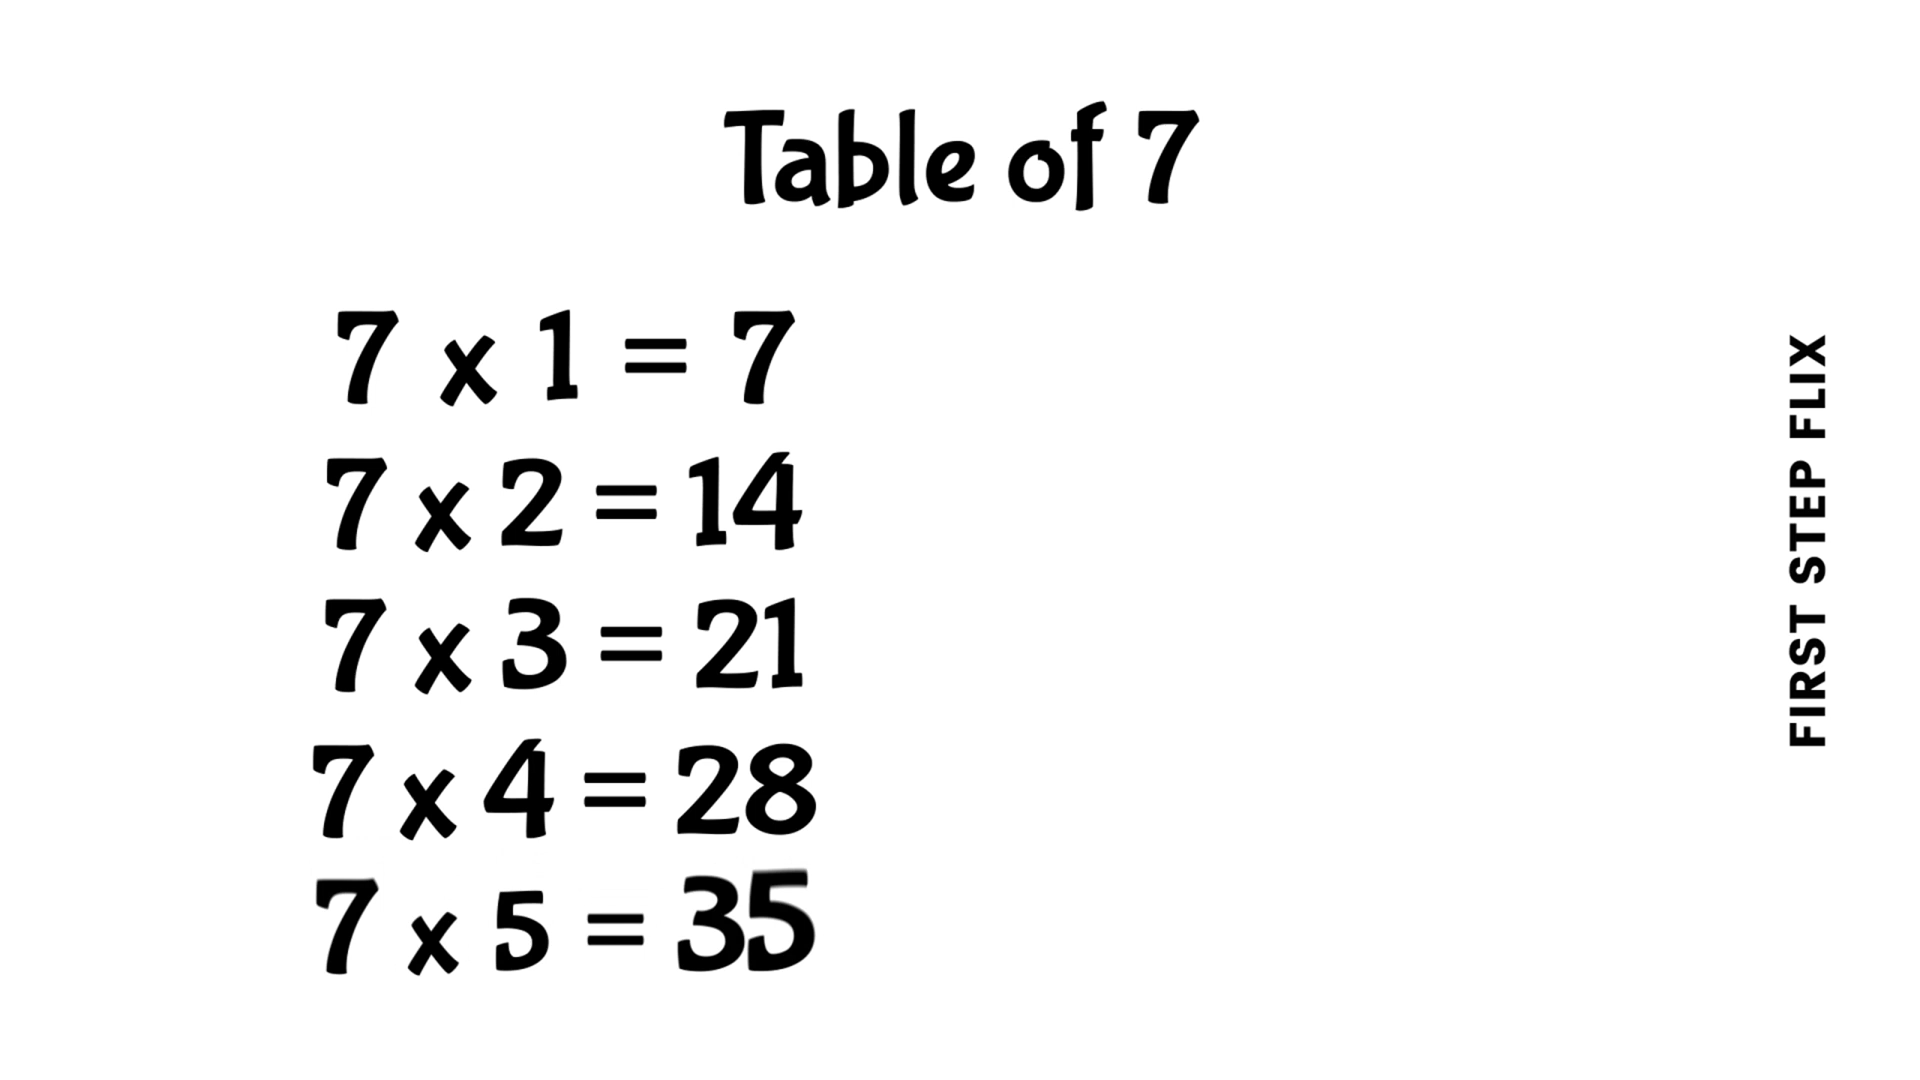 Table of 7
7 x 1 = 7
7 x 2 = 14
7 x 3 = 21
7 x 4 = 28
7 x 5 = 35
FIRST STEP FLIX